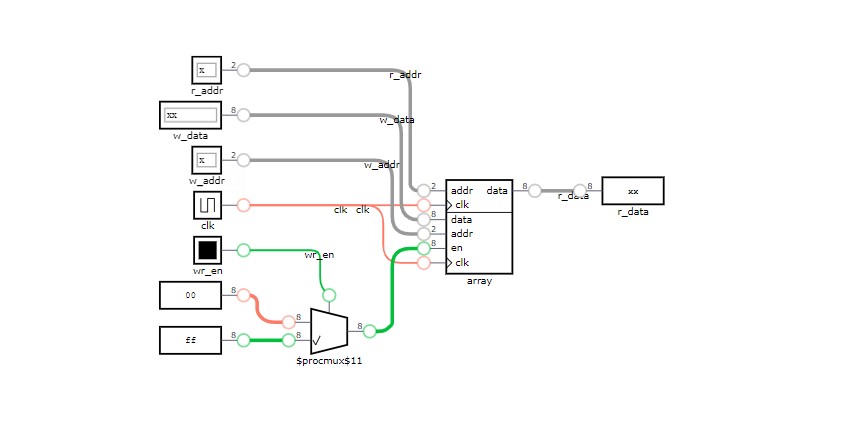 x 2 r_addr
r_addr
xx 8 w_data
w_data
x 2 w_addr
w_addr
2 addr data 8 r_data 8 xx
r_data
clk clk clk
clk
8 data
2 addr
8 en
clk
array
wr_en
wr_en
00 8
8
ff 8 8 8
$procmux$11